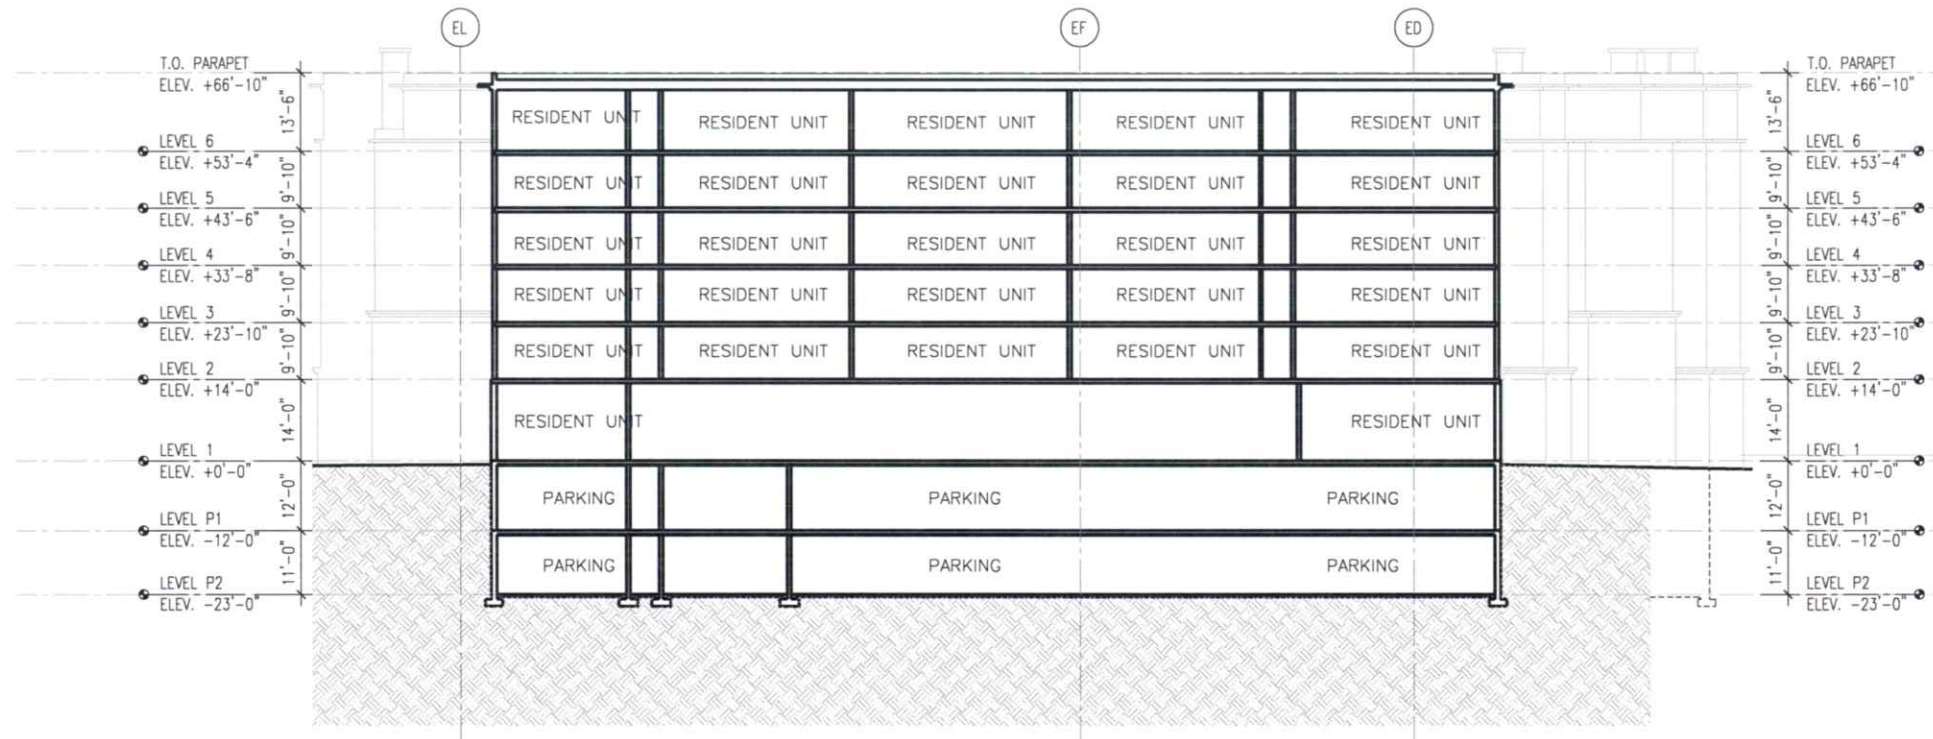 EL EF ED
T.O. PARAPET T.O. PARAPET
ELEV. +66'-10" ELEV. +66'-10"
13'-6" RESIDENT UNIT RESIDENT UNIT RESIDENT UNIT RESIDENT UNIT RESIDENT UNIT 13'-6"
LEVEL 6 LEVEL 6
ELEV. +53'-4" ELEV. +53'-4"
9'-10" RESIDENT UNIT RESIDENT UNIT RESIDENT UNIT RESIDENT UNIT RESIDENT UNIT 9'-10"
LEVEL 5 LEVEL 5
ELEV. +43'-6" ELEV. +43'-6"
9'-10" RESIDENT UNIT RESIDENT UNIT RESIDENT UNIT RESIDENT UNIT RESIDENT UNIT 9'-10"
LEVEL 4 LEVEL 4
ELEV. +33'-8" ELEV. +33'-8"
9'-10" RESIDENT UNIT RESIDENT UNIT RESIDENT UNIT RESIDENT UNIT RESIDENT UNIT 9'-10"
LEVEL 3 LEVEL 3
ELEV. +23'-10" ELEV. +23'-10"
9'-10" RESIDENT UNIT RESIDENT UNIT RESIDENT UNIT RESIDENT UNIT RESIDENT UNIT 9'-10"
LEVEL 2 LEVEL 2
ELEV. +14'-0" ELEV. +14'-0"
14'-0" RESIDENT UNIT RESIDENT UNIT 14'-0"
LEVEL 1 LEVEL 1
ELEV. +0'-0" ELEV. +0'-0"
12'-0" PARKING PARKING PARKING 12'-0"
LEVEL P1 LEVEL P1
ELEV. -12'-0" ELEV. -12'-0"
11'-0" PARKING PARKING PARKING 11'-0"
LEVEL P2 LEVEL P2
ELEV. -23'-0" ELEV. -23'-0"